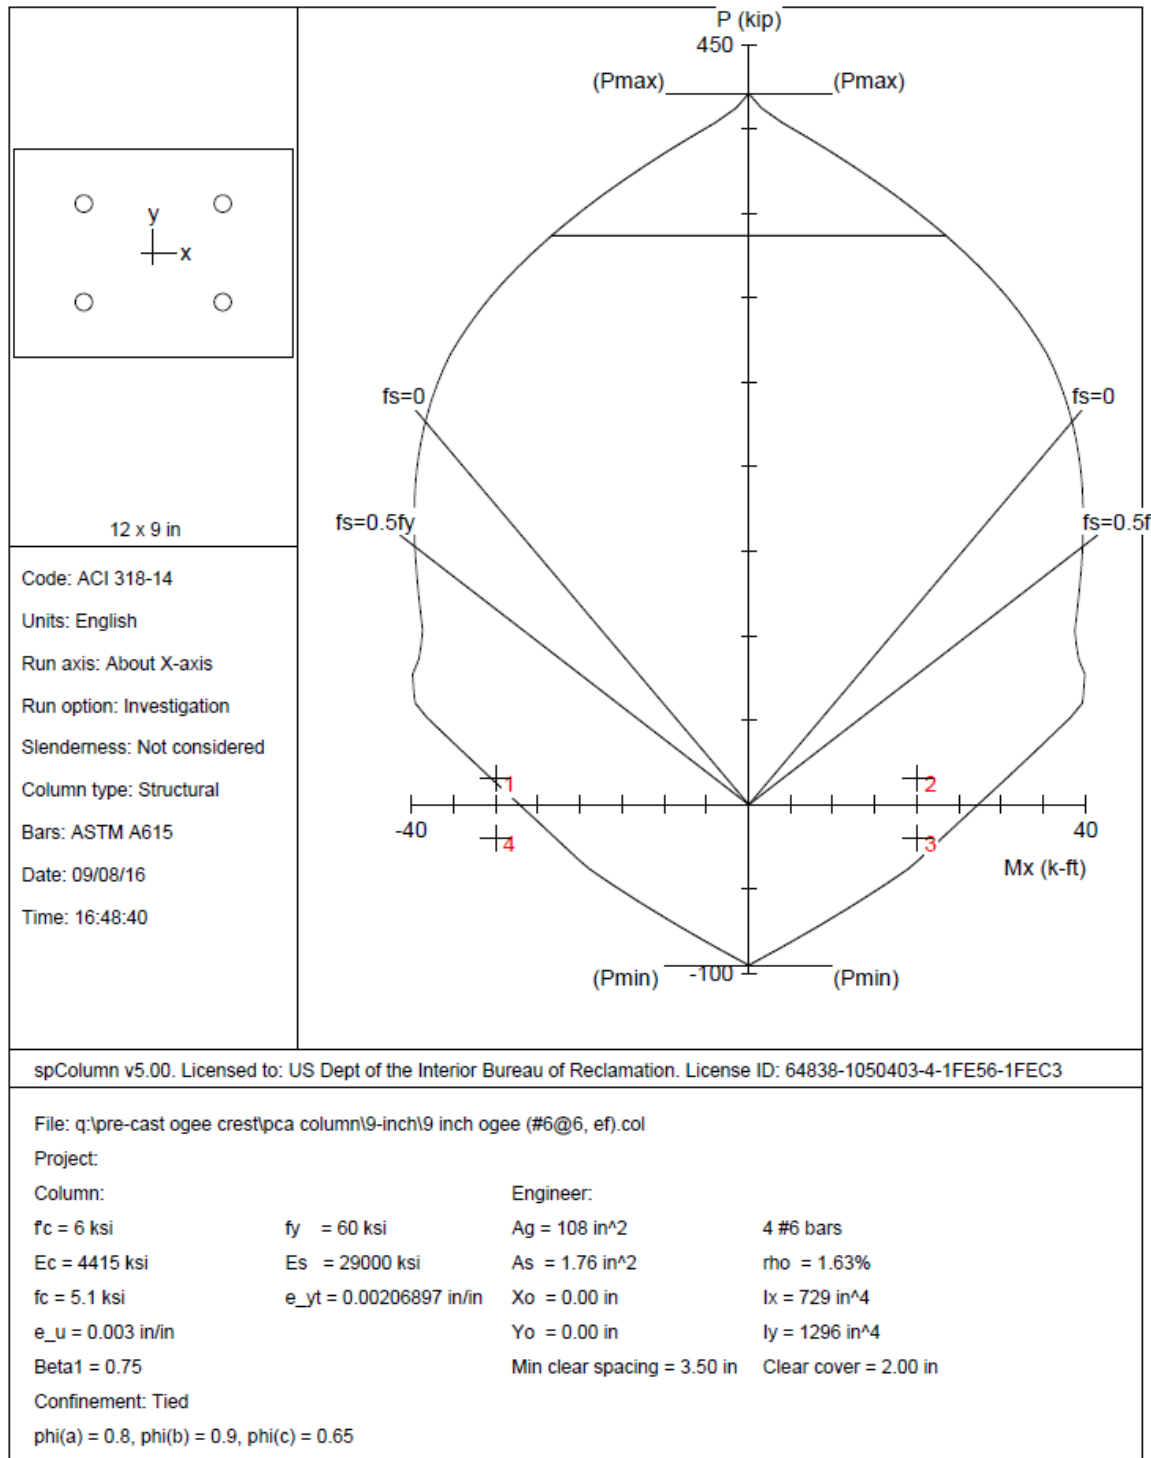 P (kip)
450
(Pmax)
(Pmax)
y
x
fs=0
fs=0
fs=0.5fy
fs=0.5f
12 x 9 in
Code: ACI 318-14
Units: English
Run axis: About X-axis
Run option: Investigation
Slenderness: Not considered
Column type: Structural
Bars: ASTM A615
Date: 09/08/16
Time: 16:48:40
1
2
-40
40
4
3
Mx (k-ft)
(Pmin)
-100
(Pmin)
spColumn v5.00. Licensed to: US Dept of the Interior Bureau of Reclamation. License ID: 64838-1050403-4-1FE56-1FEC3
File: q:\pre-cast ogee crest\pca column\9-inch\9 inch ogee (#6@6, ef).col
Project:
Column:
Engineer:
f'c = 6 ksi
fy = 60 ksi
Ag = 108 in^2
4 #6 bars
Ec = 4415 ksi
Es = 29000 ksi
As = 1.76 in^2
rho = 1.63%
fc = 5.1 ksi
e_yt = 0.00206897 in/in
Xo = 0.00 in
Ix = 729 in^4
e_u = 0.003 in/in
Yo = 0.00 in
Iy = 1296 in^4
Beta1 = 0.75
Min clear spacing = 3.50 in
Clear cover = 2.00 in
Confinement: Tied
phi(a) = 0.8, phi(b) = 0.9, phi(c) = 0.65